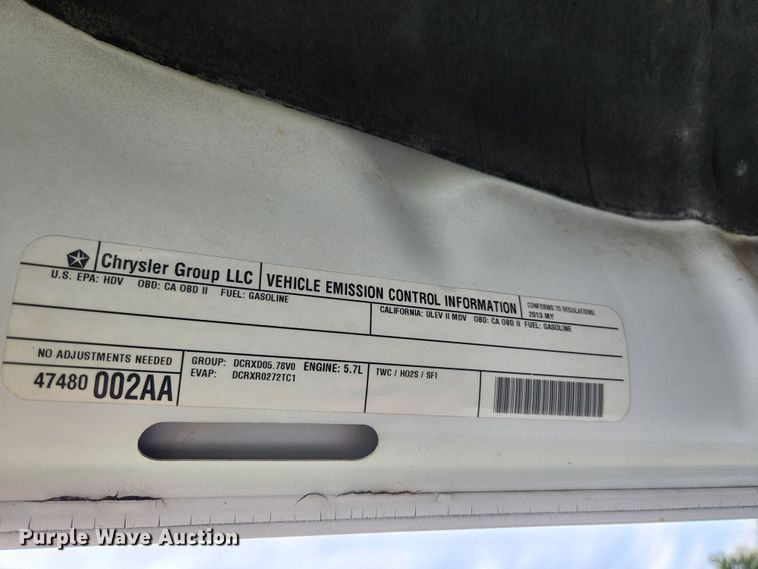 Chrysler Group LLC
VEHICLE EMISSION CONTROL INFORMATION
CONFORMS TO REGULATIONS:
2013 MY
U.S. EPA: HDV OBD: CA OBD II FUEL: GASOLINE
CALIFORNIA: ULEV II MDV OBD: CA OBD II FUEL: GASOLINE
NO ADJUSTMENTS NEEDED
47480 002AA
GROUP: DCRXD05.78V0 ENGINE: 5.7L
EVAP: DCRXR0272TC1
TWC / HO2S / SFI
Purple Wave Auction